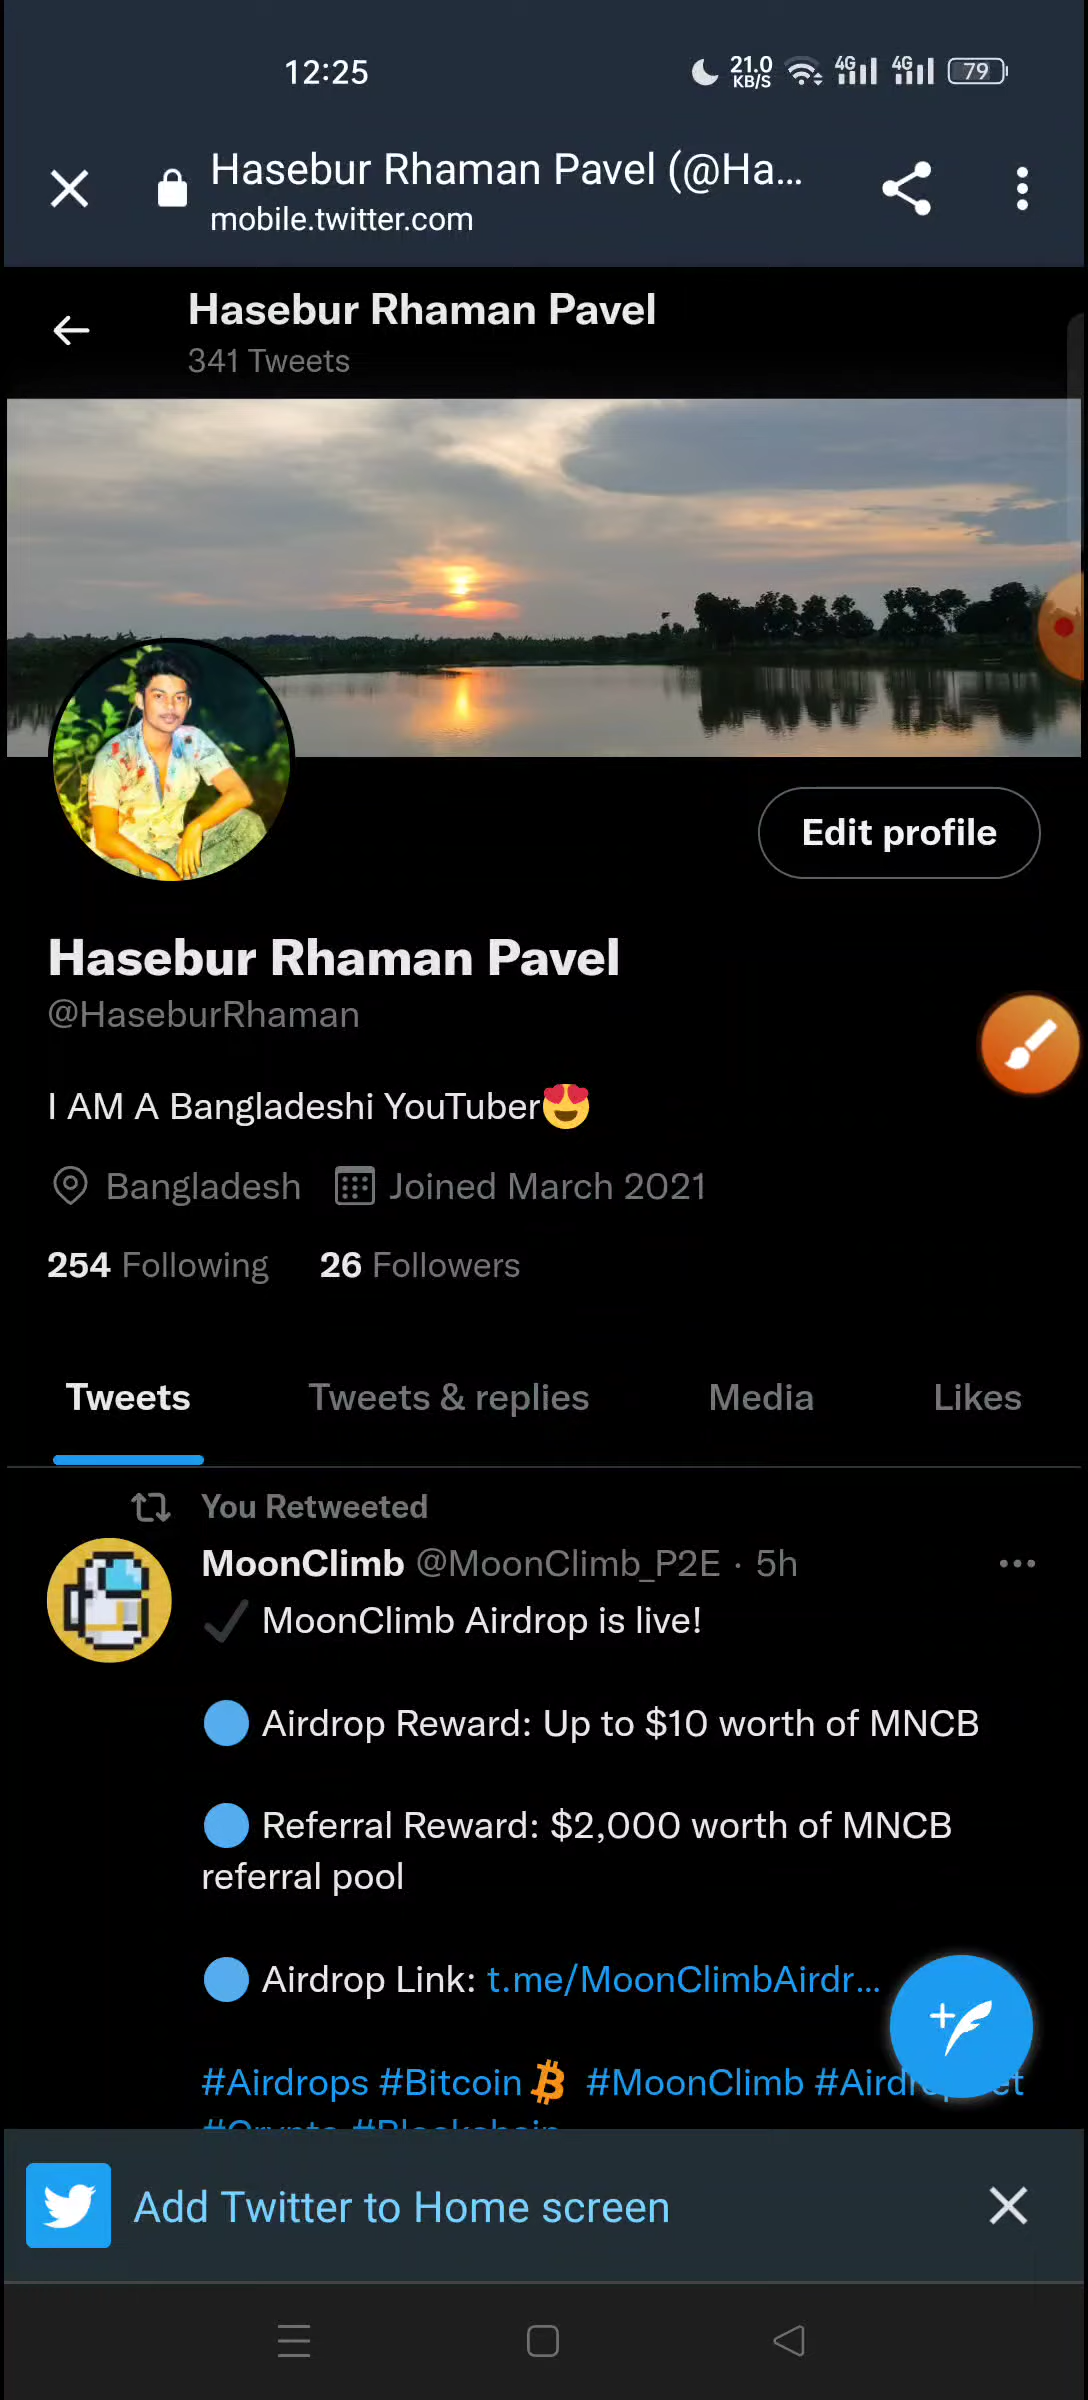 12:25
21.0
KB/S
4G
4G
79
Hasebur Rhaman Pavel (@Ha...
mobile.twitter.com
Hasebur Rhaman Pavel
341 Tweets
Edit profile
Hasebur Rhaman Pavel
@HaseburRhaman
I AM A Bangladeshi YouTuber😍
Bangladesh Joined March 2021
254 Following 26 Followers
Tweets Tweets & replies Media Likes
You Retweeted
MoonClimb @MoonClimb_P2E · 5h
✔️ MoonClimb Airdrop is live!
🔵 Airdrop Reward: Up to $10 worth of MNCB
🔵 Referral Reward: $2,000 worth of MNCB
referral pool
🔵 Airdrop Link: t.me/MoonClimbAirdr...
#Airdrops #Bitcoin #MoonClimb
#Crypto #Blockchain
Add Twitter to Home screen